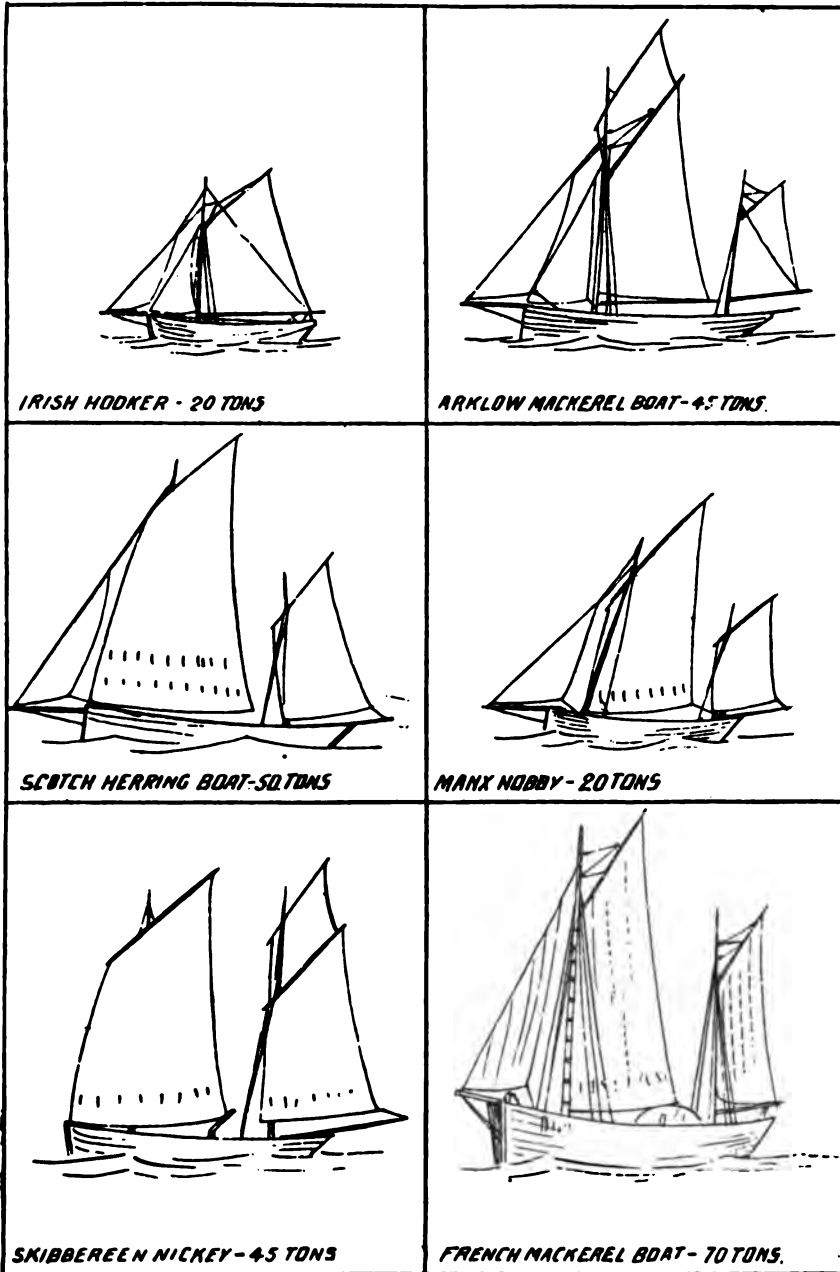 IRISH HOOKER - 20 TONS
ARKLOW MACKEREL BOAT - 45 TONS.
SCOTCH HERRING BOAT - 50 TONS
MANX NOBBY - 20 TONS
SKIBBEREEN NICKEY - 45 TONS
FRENCH MACKEREL BOAT - 70 TONS.